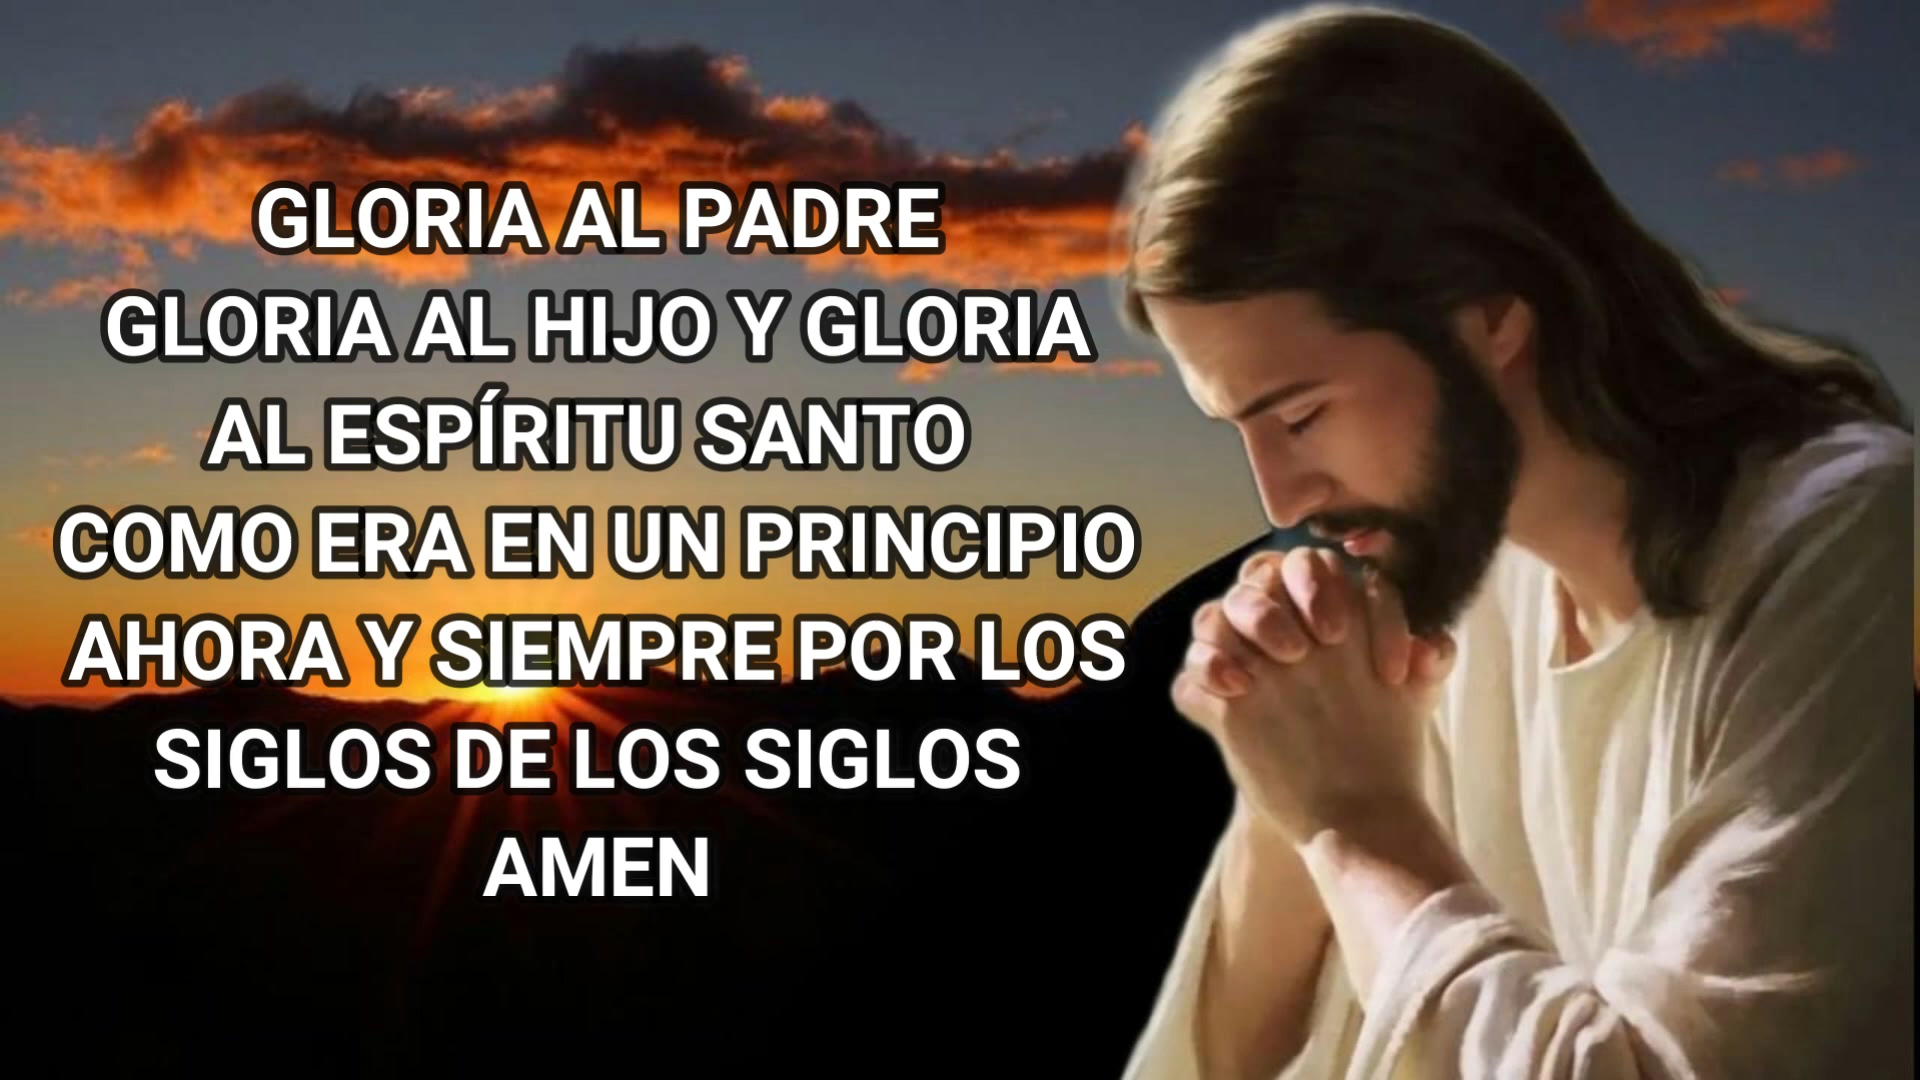 GLORIA AL PADRE
GLORIA AL HIJO Y GLORIA
AL ESPÍRITU SANTO
COMO ERA EN UN PRINCIPIO
AHORA Y SIEMPRE POR LOS
SIGLOS DE LOS SIGLOS
AMEN